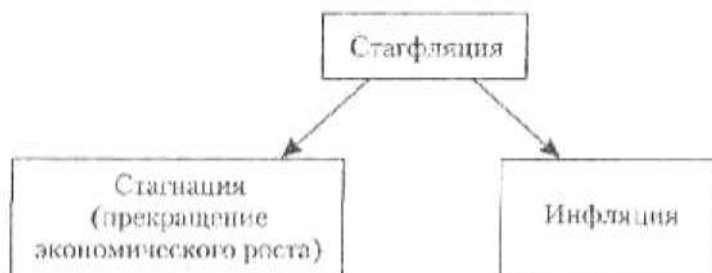 Стагфляция
Стагнация
(прекращение
экономического роста)
Инфляция